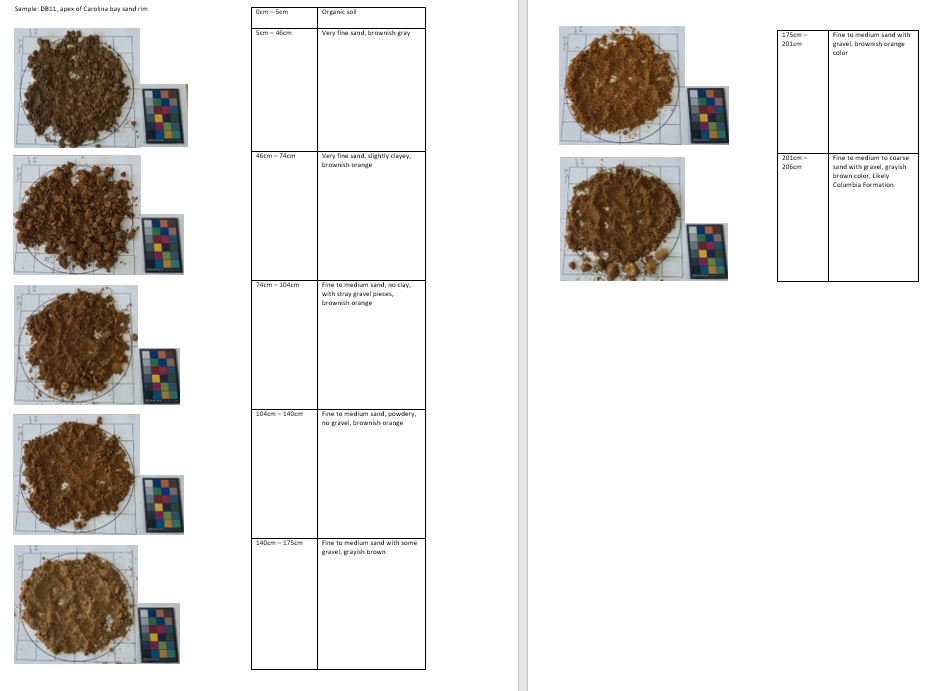 Sample: DB11, apex of Carolina bay sand rim
0cm – 5cm
Organic soil
5cm – 46cm
Very fine sand, brownish gray
46cm – 74cm
Very fine sand, slightly clayey,
brownish orange
74cm – 104cm
Fine to medium sand, no clay,
with stray gravel pieces,
brownish orange
104cm – 140cm
Fine to medium sand, powdery,
no gravel, brownish orange
140cm – 175cm
Fine to medium sand with some
gravel, grayish brown
175cm –
201cm
Fine to medium sand with
gravel, brownish orange
color
201cm –
206cm
Fine to medium to coarse
sand with gravel, grayish
brown color, Likely
Columbia Formation